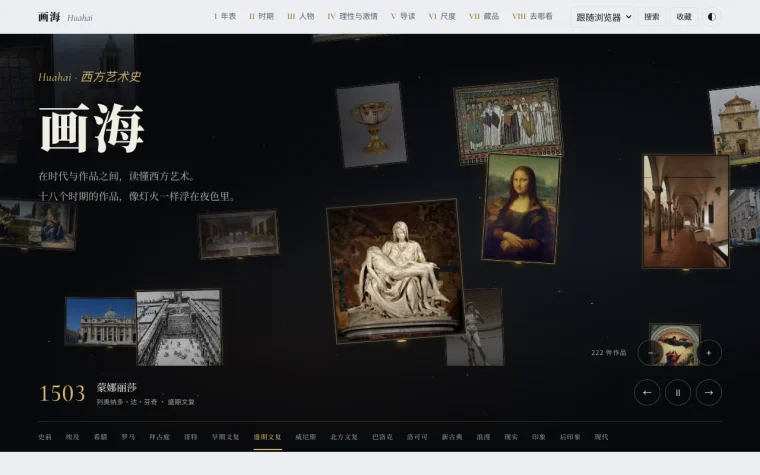 画海 Huahai
I 年表 II 时期 III 人物 IV 理性与激情 V 导读 VI 尺度 VII 藏品 VIII 去哪看 跟随浏览器 搜索 收藏
Huahai · 西方艺术史
画海
在时代与作品之间，读懂西方艺术。
十八个时期的作品，像灯火一样浮在夜色里。
222 件作品 − +
1503 蒙娜丽莎
列奥纳多·达·芬奇 · 盛期文复
← II →
史前 埃及 希腊 罗马 拜占庭 哥特 早期文复 盛期文复 威尼斯 北方文复 巴洛克 洛可可 新古典 浪漫 现实 印象 后印象 现代